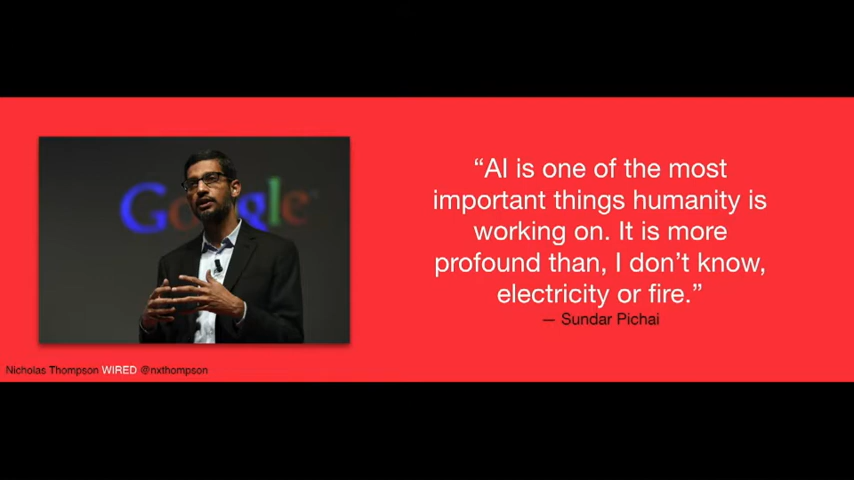 Google
“AI is one of the most
important things humanity is
working on. It is more
profound than, I don’t know,
electricity or fire.”
— Sundar Pichai
Nicholas Thompson WIRED @nxthompson